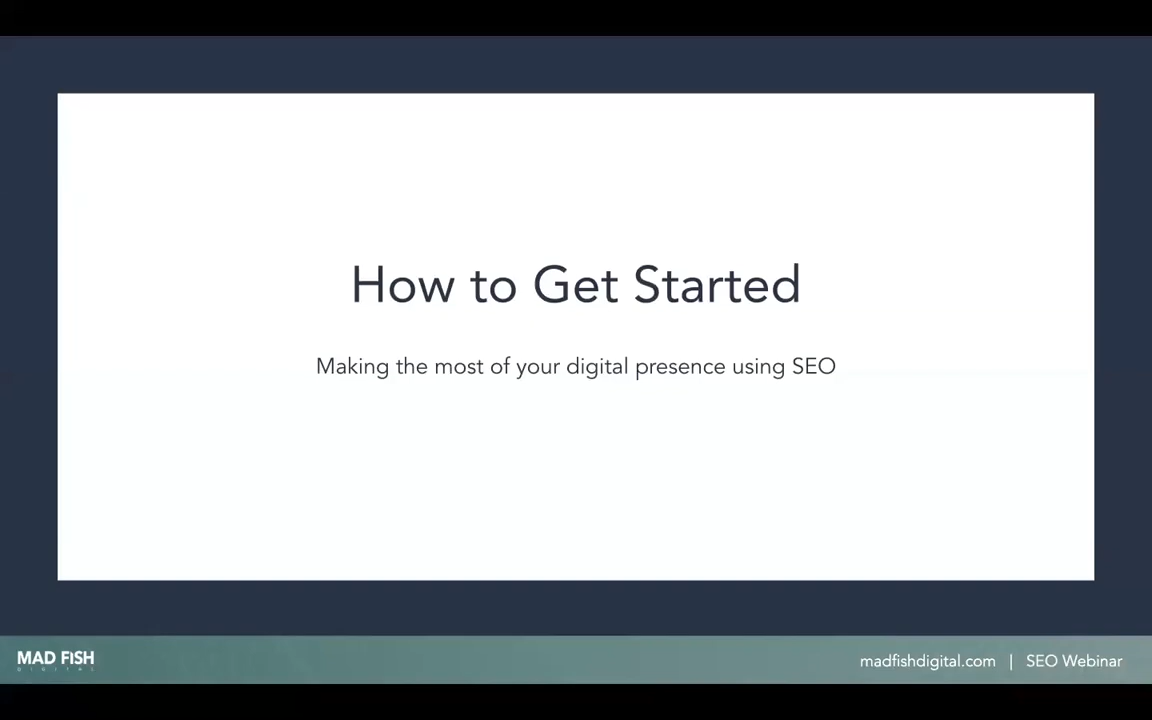 How to Get Started
Making the most of your digital presence using SEO
MAD FISH
DIGITAL
madfishdigital.com | SEO Webinar